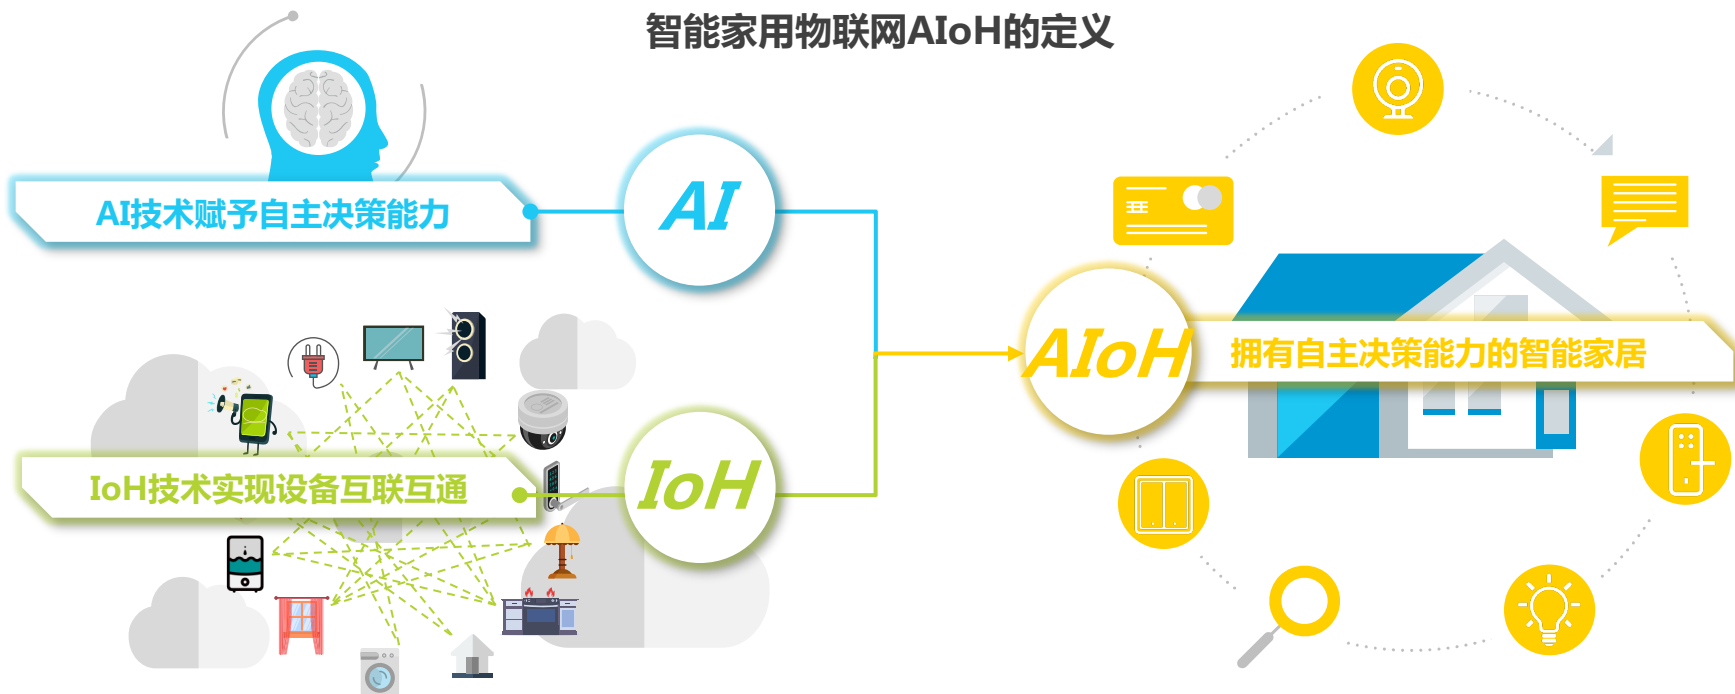 智能家用物联网AIoH的定义
AI技术赋予自主决策能力
AI
IoH技术实现设备互联互通
IoH
AIoH
拥有自主决策能力的智能家居